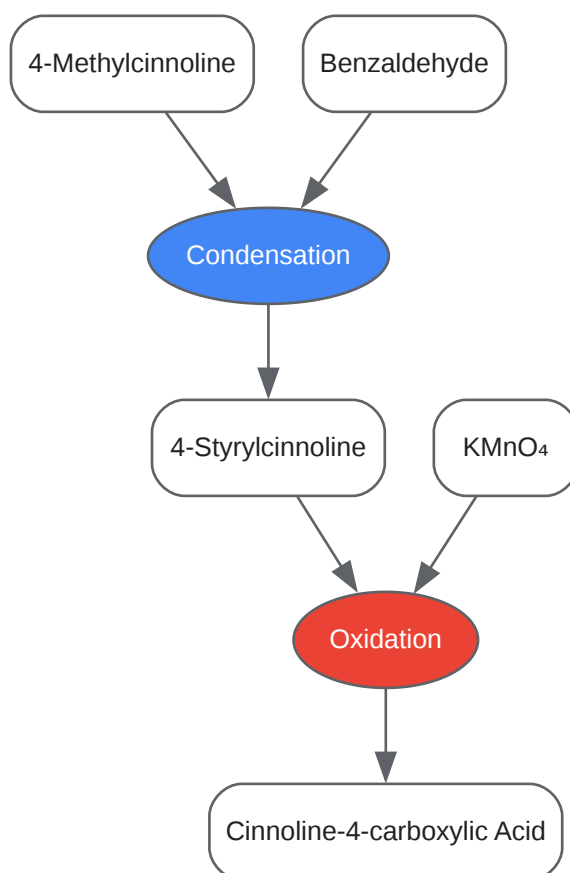 4-Methylcinnoline
Benzaldehyde
Condensation
4-Styrylcinnoline
KMnO₄
Oxidation
Cinnoline-4-carboxylic Acid